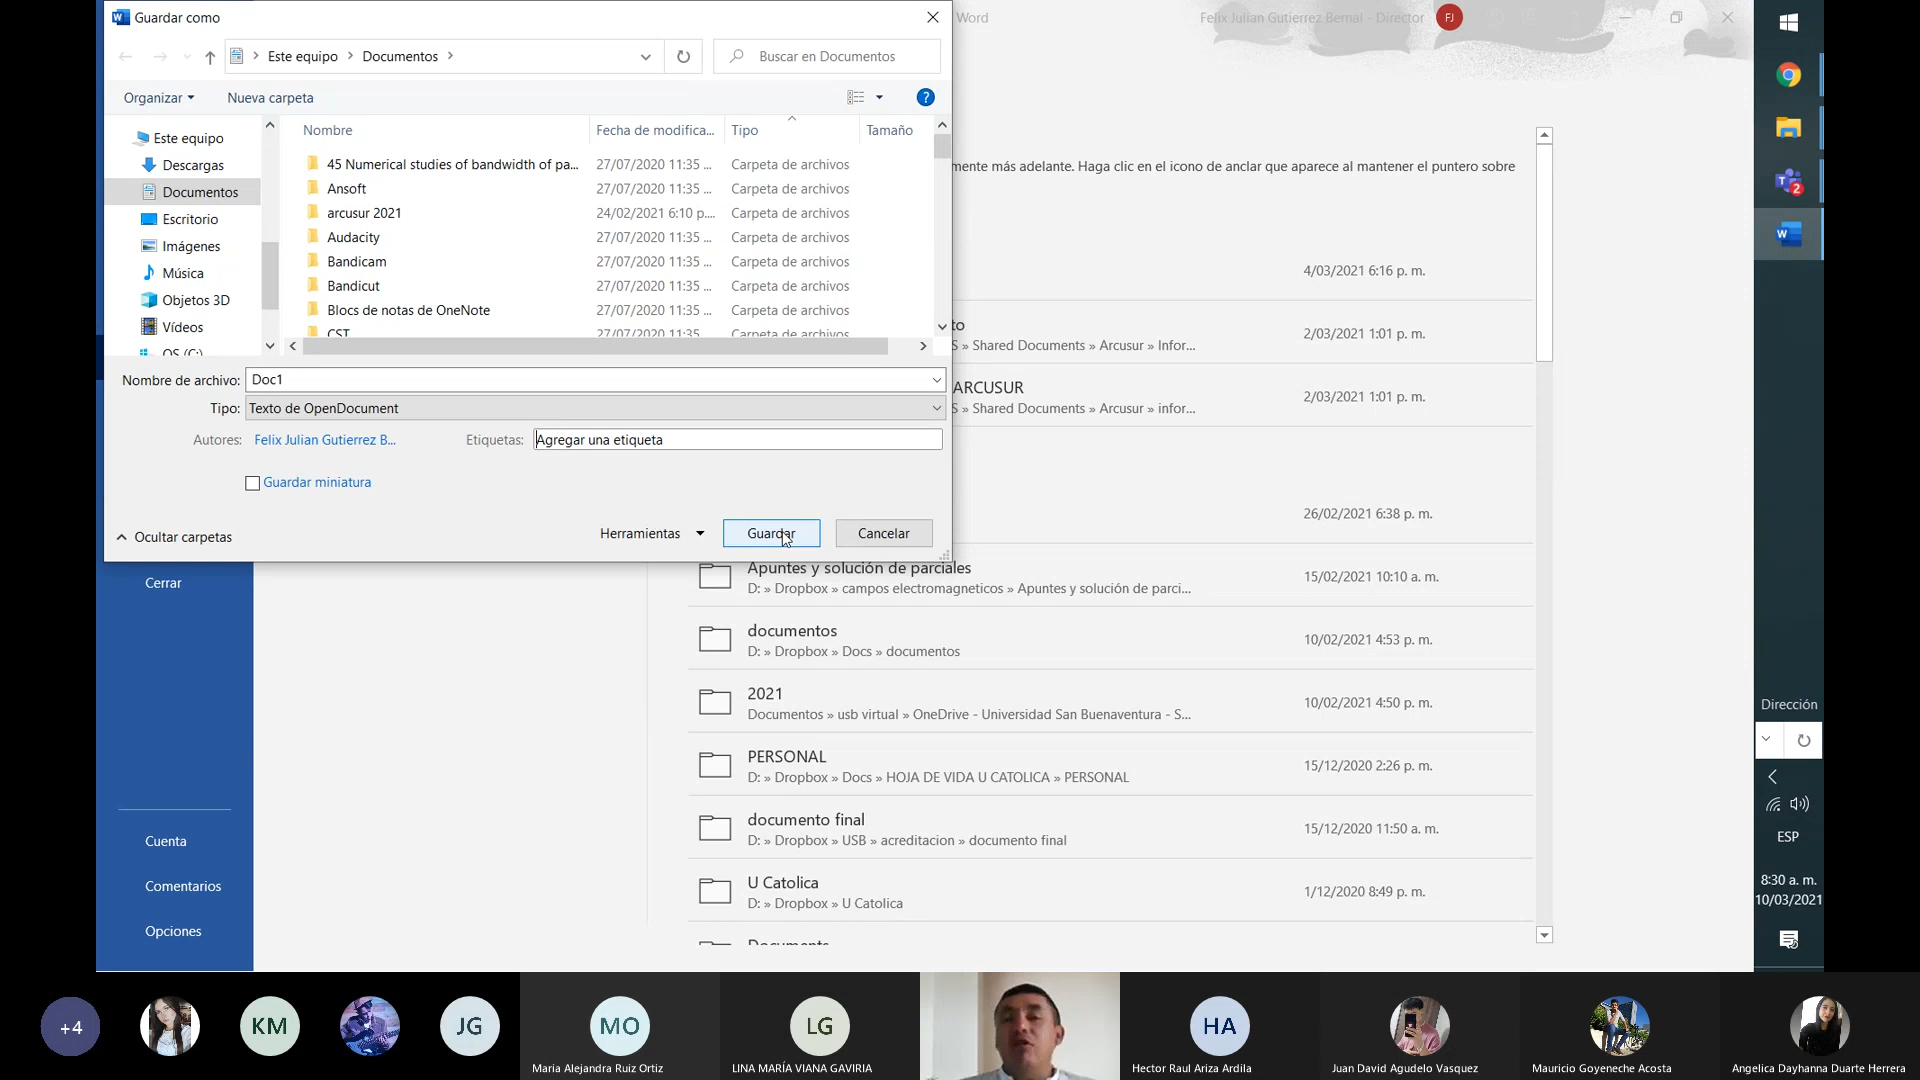 Guardar como
Word
Felix Julian Gutierrez Bernal - Director
FJ
Este equipo
Documentos
Buscar en Documentos
Organizar
Nueva carpeta
?
Nombre
Fecha de modifica...
Tipo
Tamaño
Este equipo
Descargas
Documentos
Escritorio
Imágenes
Música
Objetos 3D
Vídeos
OS (C:)
45 Numerical studies of bandwidth of pa... 27/07/2020 11:35 ... Carpeta de archivos
Ansoft 27/07/2020 11:35 ... Carpeta de archivos
arcusur 2021 24/02/2021 6:10 p.... Carpeta de archivos
Audacity 27/07/2020 11:35 ... Carpeta de archivos
Bandicam 27/07/2020 11:35 ... Carpeta de archivos
Bandicut 27/07/2020 11:35 ... Carpeta de archivos
Blocs de notas de OneNote 27/07/2020 11:35 ... Carpeta de archivos
CST 27/07/2020 11:35 Carpeta de archivos
Nombre de archivo: Doc1
Tipo: Texto de OpenDocument
Autores: Felix Julian Gutierrez B...
Etiquetas: Agregar una etiqueta
Guardar miniatura
Ocultar carpetas
Herramientas
Guardar
Cancelar
mente más adelante. Haga clic en el icono de anclar que aparece al mantener el puntero sobre
4/03/2021 6:16 p. m.
to
S » Shared Documents » Arcusur » Infor...
2/03/2021 1:01 p. m.
ARCUSUR
S » Shared Documents » Arcusur » infor...
2/03/2021 1:01 p. m.
26/02/2021 6:38 p. m.
Apuntes y solución de parciales
D: » Dropbox » campos electromagneticos » Apuntes y solución de parci...
15/02/2021 10:10 a. m.
documentos
D: » Dropbox » Docs » documentos
10/02/2021 4:53 p. m.
2021
Documentos » usb virtual » OneDrive - Universidad San Buenaventura - S...
10/02/2021 4:50 p. m.
PERSONAL
D: » Dropbox » Docs » HOJA DE VIDA U CATOLICA » PERSONAL
15/12/2020 2:26 p. m.
documento final
D: » Dropbox » USB » acreditacion » documento final
15/12/2020 11:50 a. m.
U Catolica
D: » Dropbox » U Catolica
1/12/2020 8:49 p. m.
Documents
Cerrar
Cuenta
Comentarios
Opciones
2
W
Dirección
ESP
8:30 a. m.
10/03/2021
+4
KM
JG
MO
Maria Alejandra Ruiz Ortiz
LG
LINA MARÍA VIANA GAVIRIA
HA
Hector Raul Ariza Ardila
Juan David Agudelo Vasquez
Mauricio Goyeneche Acosta
Angelica Dayhanna Duarte Herrera